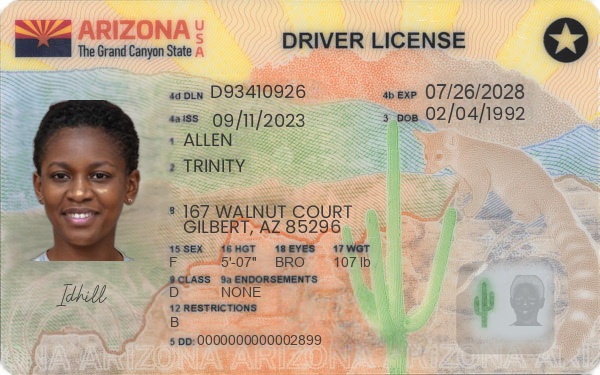 ARIZONA USA
The Grand Canyon State
DRIVER LICENSE
4d DLN D93410926
4b EXP 07/26/2028
4a ISS 09/11/2023
3 DOB 02/04/1992
1 ALLEN
2 TRINITY
8 167 WALNUT COURT
GILBERT, AZ 85296
15 SEX 16 HGT 18 EYES 17 WGT
F 5'-07" BRO 107 lb
9 CLASS 9a ENDORSEMENTS
D NONE
12 RESTRICTIONS
B
5 DD: 0000000000002899
Idhill
ARIZONA ARIZONA ARIZONA ARIZONA